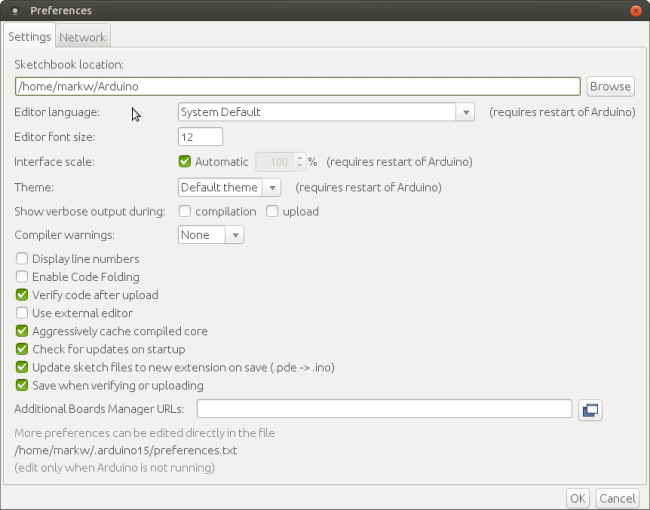 Preferences
Settings Network
Sketchbook location:
/home/markw/Arduino Browse
Editor language: System Default (requires restart of Arduino)
Editor font size: 12
Interface scale: Automatic 100 % (requires restart of Arduino)
Theme: Default theme (requires restart of Arduino)
Show verbose output during: compilation upload
Compiler warnings: None
Display line numbers
Enable Code Folding
Verify code after upload
Use external editor
Aggressively cache compiled core
Check for updates on startup
Update sketch files to new extension on save (.pde -> .ino)
Save when verifying or uploading
Additional Boards Manager URLs:
More preferences can be edited directly in the file
/home/markw/.arduino15/preferences.txt
(edit only when Arduino is not running)
OK Cancel